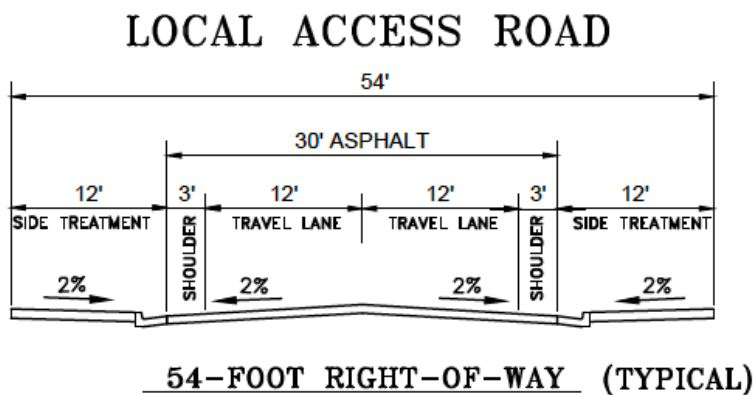 LOCAL ACCESS ROAD
54'
30' ASPHALT
12' 3' 12' 12' 3' 12'
SIDE TREATMENT SHOULDER TRAVEL LANE TRAVEL LANE SHOULDER SIDE TREATMENT
2% 2% 2% 2%
54-FOOT RIGHT-OF-WAY (TYPICAL)